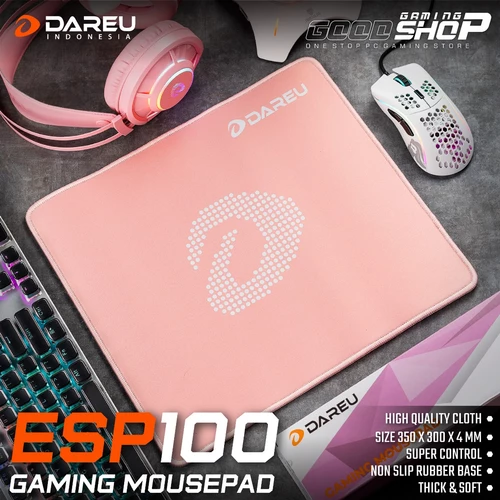 DAREU
INDONESIA
GAMING
GOOD SHOP
ONE STOP PC GAMING STORE
DAREU
ESP100
GAMING MOUSEPAD
DAREU
HIGH QUALITY CLOTH •
SIZE 350 X 300 X 4 MM •
SUPER CONTROL •
NON SLIP RUBBER BASE •
THICK & SOFT •